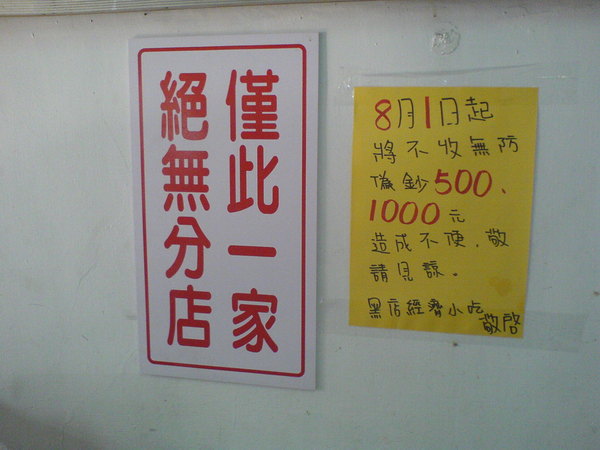 僅此一家
絕無分店
8月1日起
將不收無防
偽鈔500、
1000元
造成不便，敬
請見諒。
黑店經濟小吃
敬啓